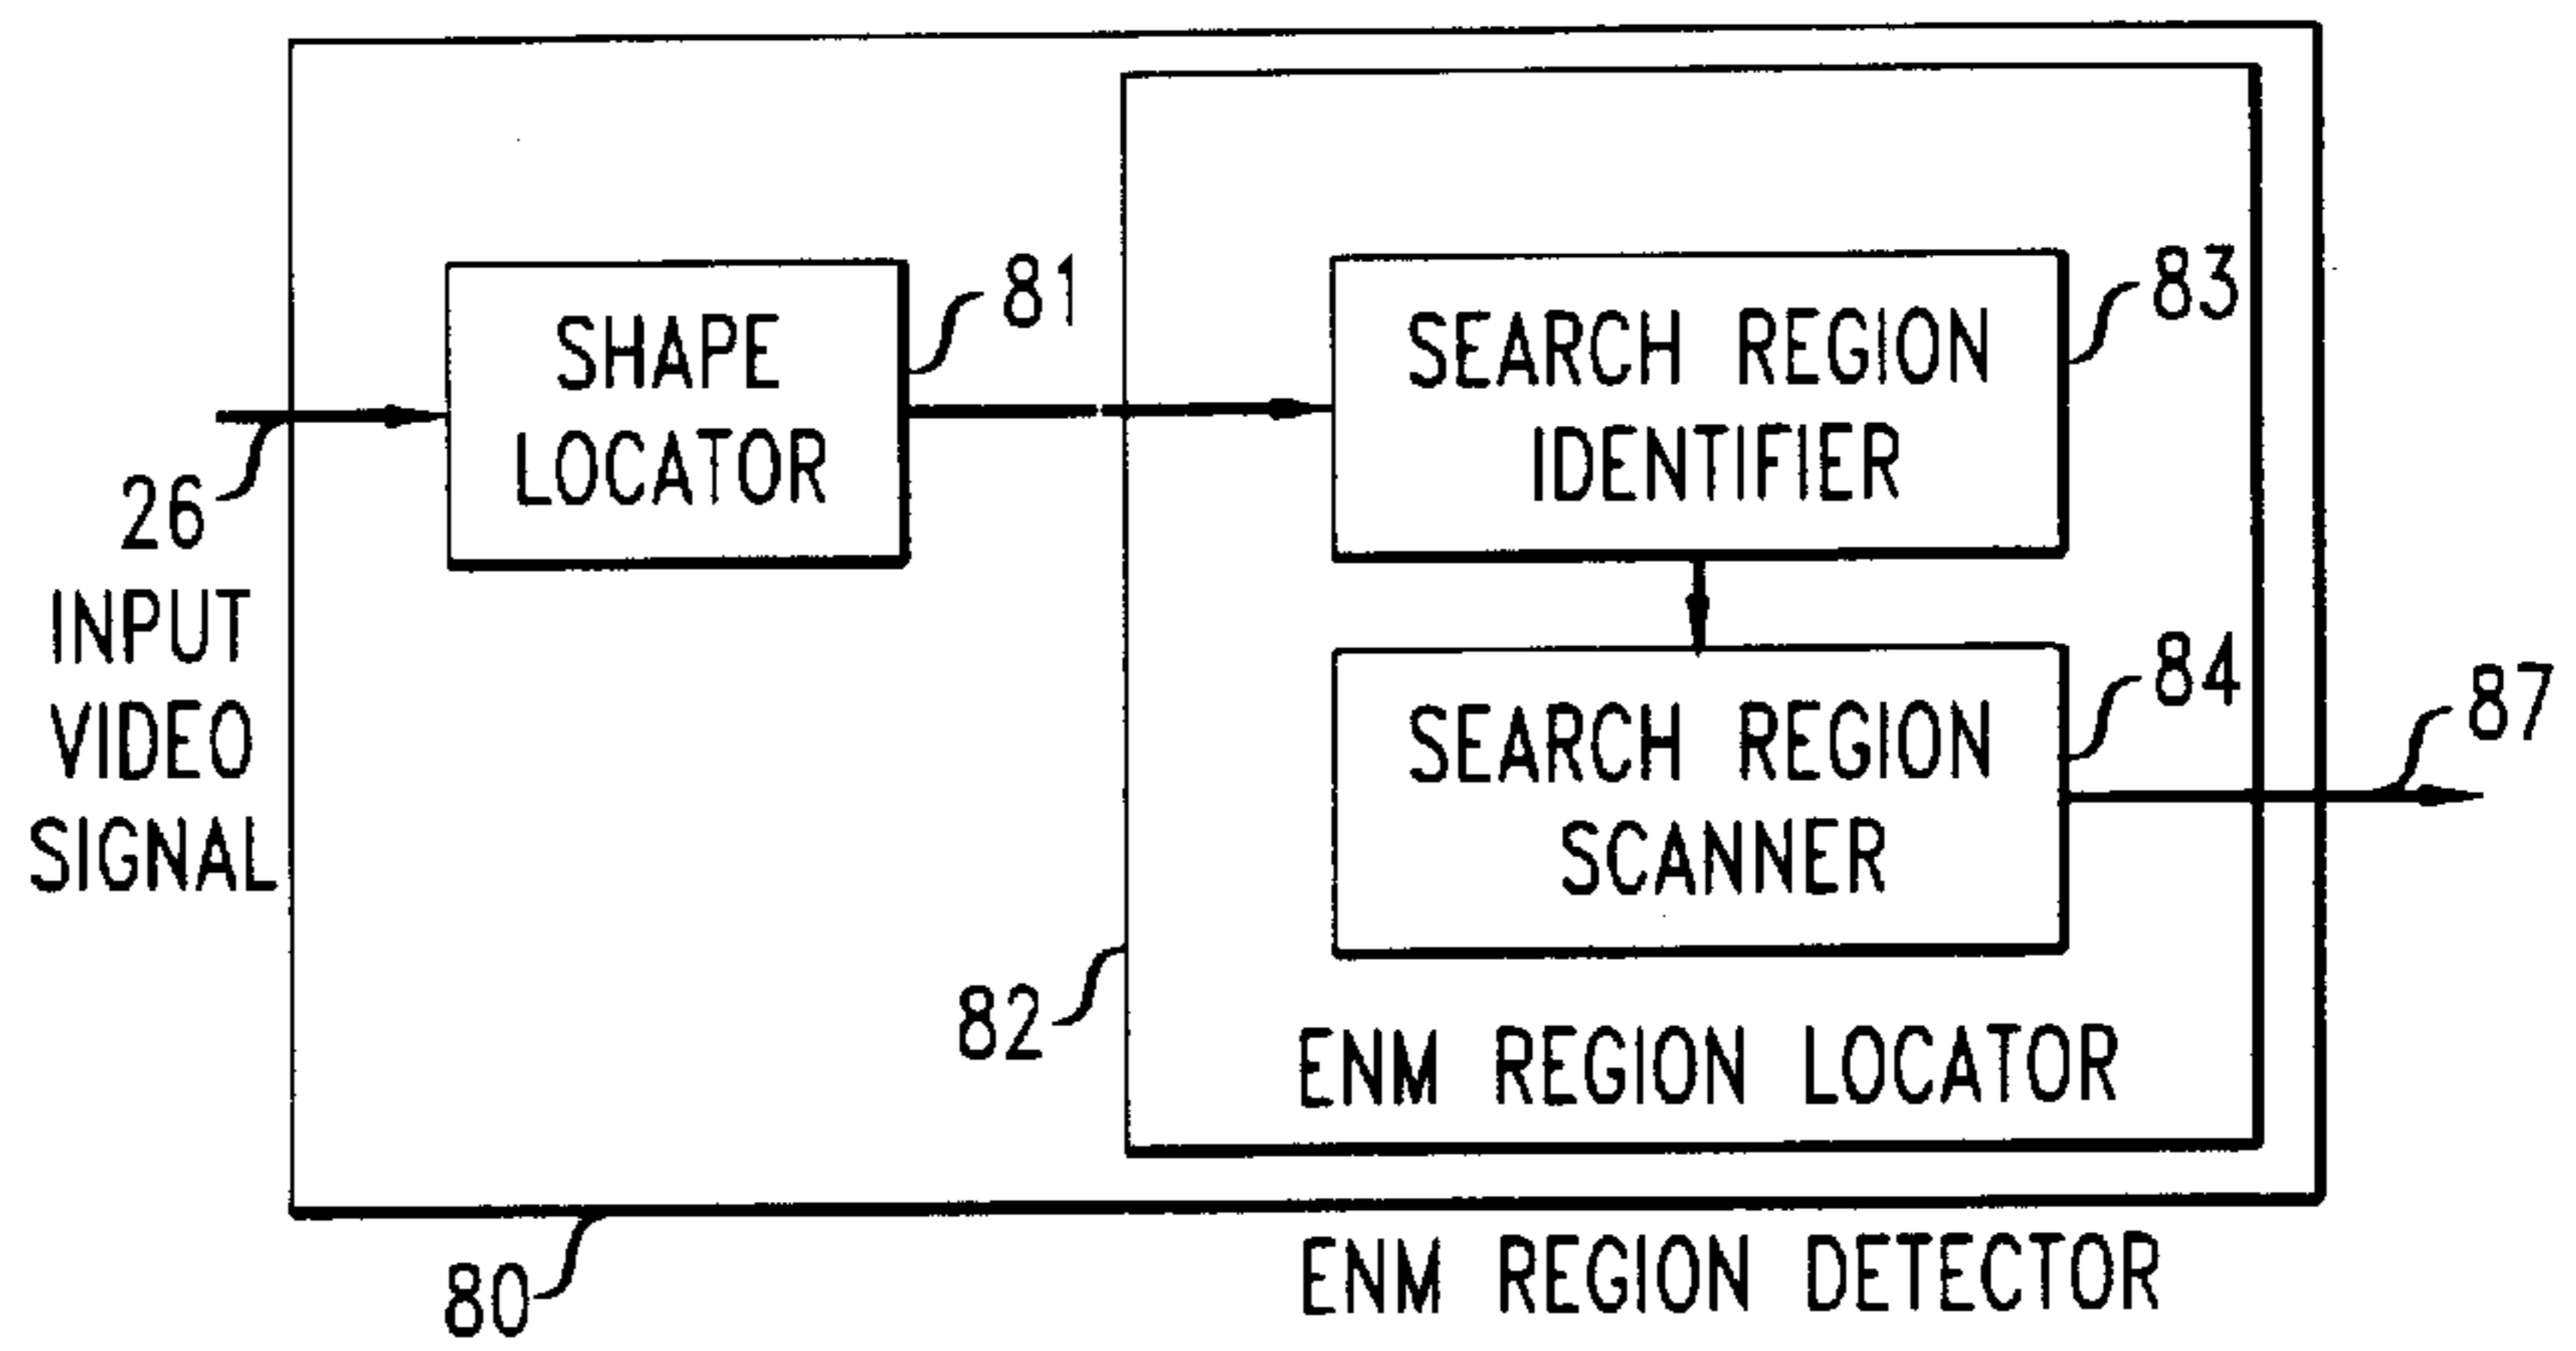 SHAPE
LOCATOR
81
SEARCH REGION
IDENTIFIER
83
26
INPUT
VIDEO
SIGNAL
SEARCH REGION
SCANNER
84
87
82
ENM REGION LOCATOR
80
ENM REGION DETECTOR